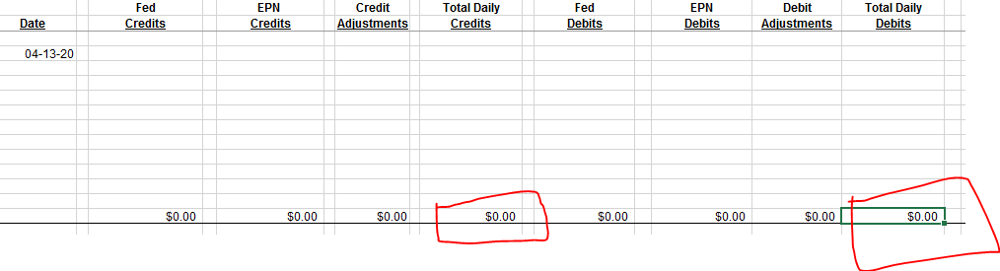 Fed EPN Credit Total Daily Fed EPN Debit Total Daily
Date Credits Credits Adjustments Credits Debits Debits Adjustments Debits
04-13-20
$0.00 $0.00 $0.00 $0.00 $0.00 $0.00 $0.00 $0.00